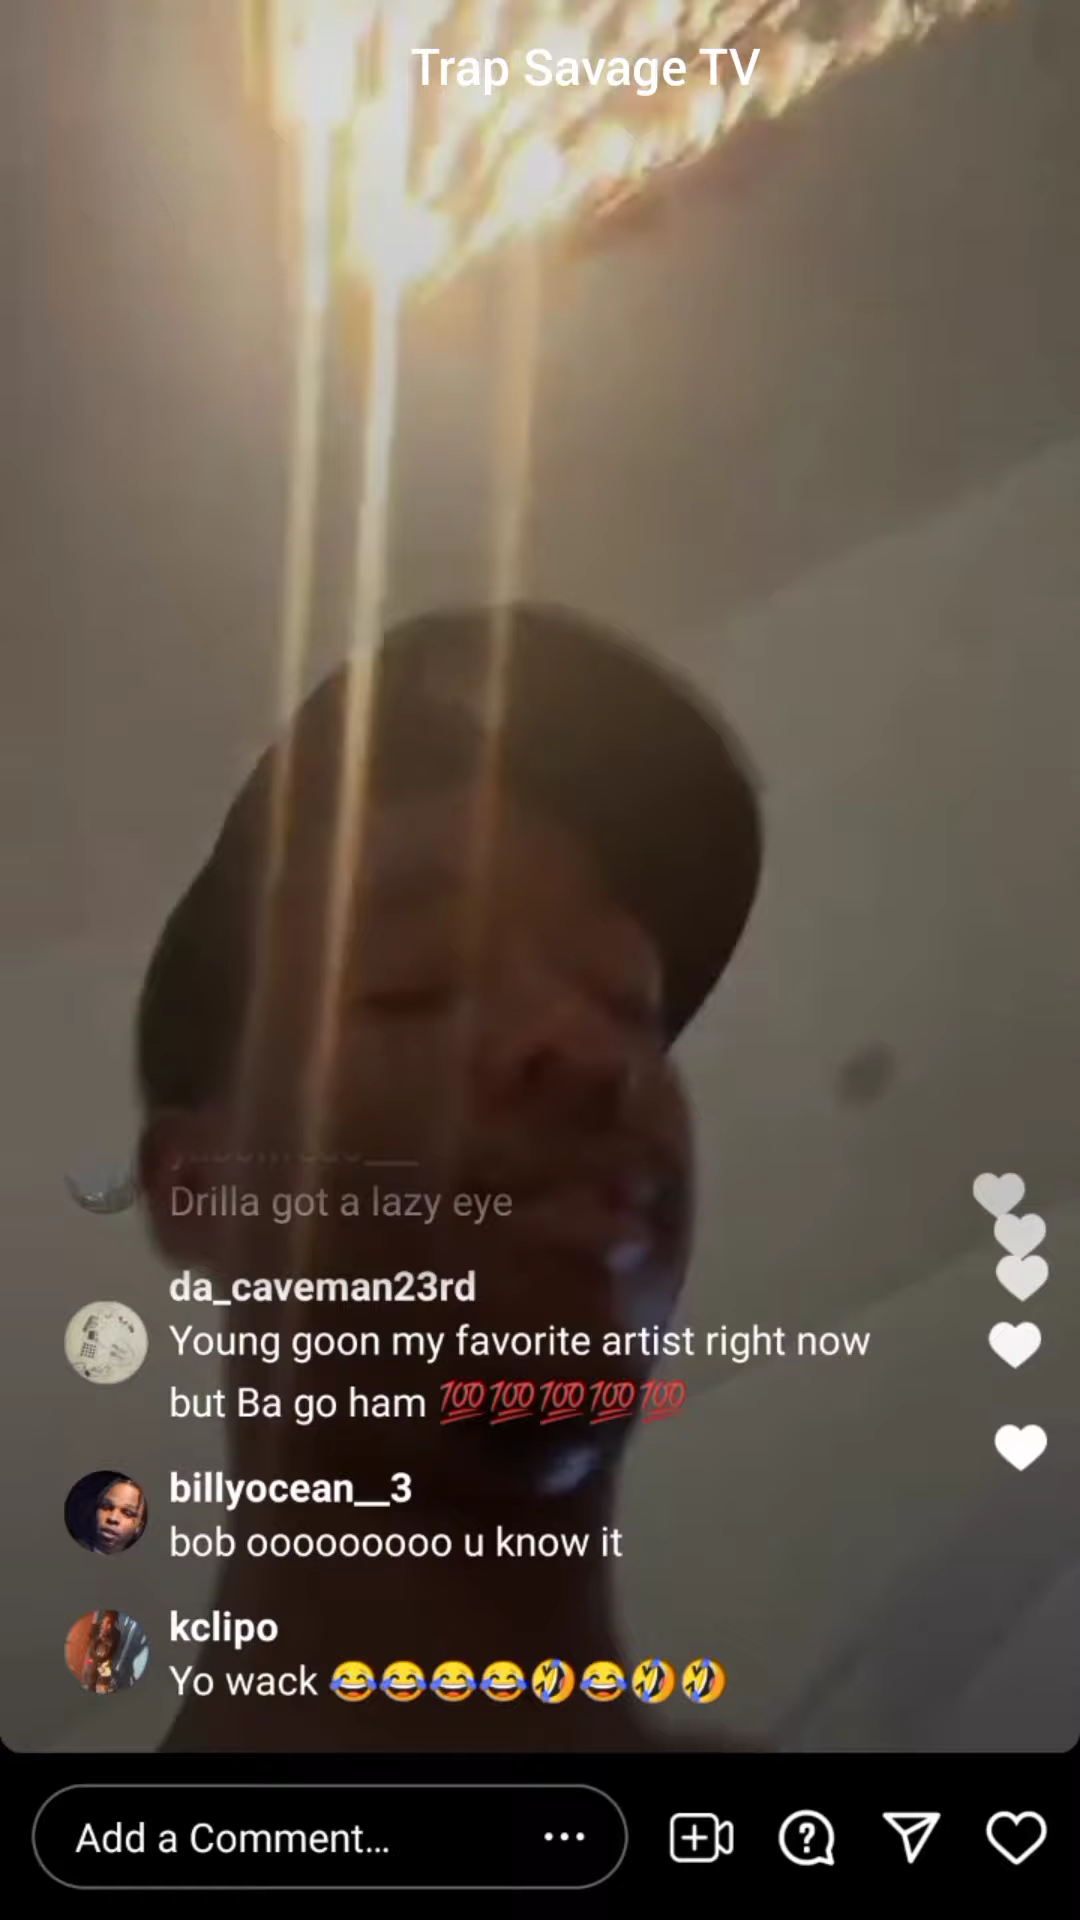 Trap Savage TV
Drilla got a lazy eye
da_caveman23rd
Young goon my favorite artist right now
but Ba go ham 💯💯💯💯💯
billyocean__3
bob ooooooooo u know it
kclipo
Yo wack 😂😂😂😂🤣😂🤣🤣
Add a Comment...